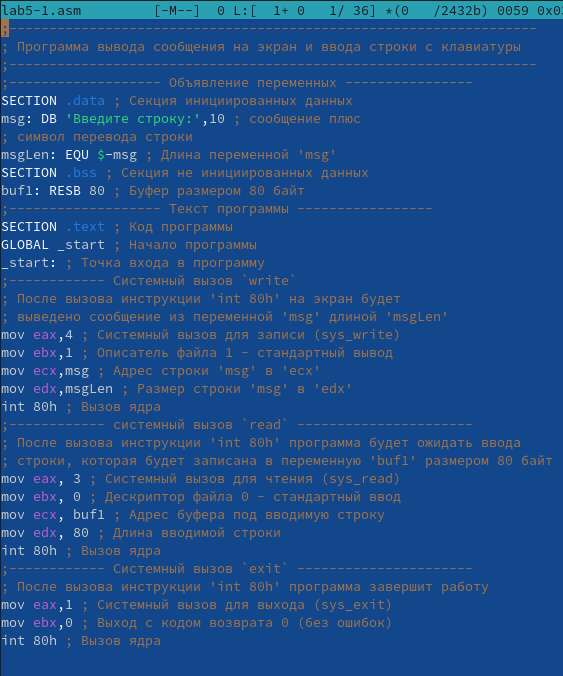 lab5-1.asm [-M--] 0 L:[ 1+ 0 1/ 36] *(0 /2432b) 0059 0x0
;------------------------------------------------------------------
; Программа вывода сообщения на экран и ввода строки с клавиатуры
;------------------------------------------------------------------
;------------------- Объявление переменных ----------------
SECTION .data ; Секция инициированных данных
msg: DB 'Введите строку:',10 ; сообщение плюс
; символ перевода строки
msgLen: EQU $-msg ; Длина переменной 'msg'
SECTION .bss ; Секция не инициированных данных
buf1: RESB 80 ; Буфер размером 80 байт
;------------------- Текст программы -----------------
SECTION .text ; Код программы
GLOBAL _start ; Начало программы
_start: ; Точка входа в программу
;------------ Системный вызов `write`
; После вызова инструкции 'int 80h' на экран будет
; выведено сообщение из переменной 'msg' длиной 'msgLen'
mov eax,4 ; Системный вызов для записи (sys_write)
mov ebx,1 ; Описатель файла 1 - стандартный вывод
mov ecx,msg ; Адрес строки 'msg' в 'ecx'
mov edx,msgLen ; Размер строки 'msg' в 'edx'
int 80h ; Вызов ядра
;------------ системный вызов `read` ----------------------
; После вызова инструкции 'int 80h' программа будет ожидать ввода
; строки, которая будет записана в переменную 'buf1' размером 80 байт
mov eax, 3 ; Системный вызов для чтения (sys_read)
mov ebx, 0 ; Дескриптор файла 0 - стандартный ввод
mov ecx, buf1 ; Адрес буфера под вводимую строку
mov edx, 80 ; Длина вводимой строки
int 80h ; Вызов ядра
;------------ Системный вызов `exit` ----------------------
; После вызова инструкции 'int 80h' программа завершит работу
mov eax,1 ; Системный вызов для выхода (sys_exit)
mov ebx,0 ; Выход с кодом возврата 0 (без ошибок)
int 80h ; Вызов ядра